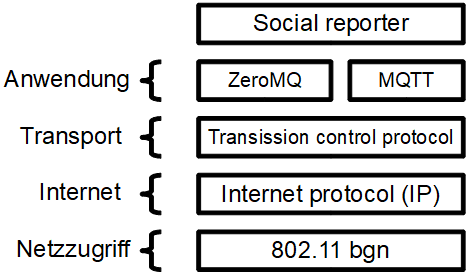 Social reporter
Anwendung ZeroMQ MQTT
Transport Transission control protocol
Internet Internet protocol (IP)
Netzzugriff 802.11 bgn